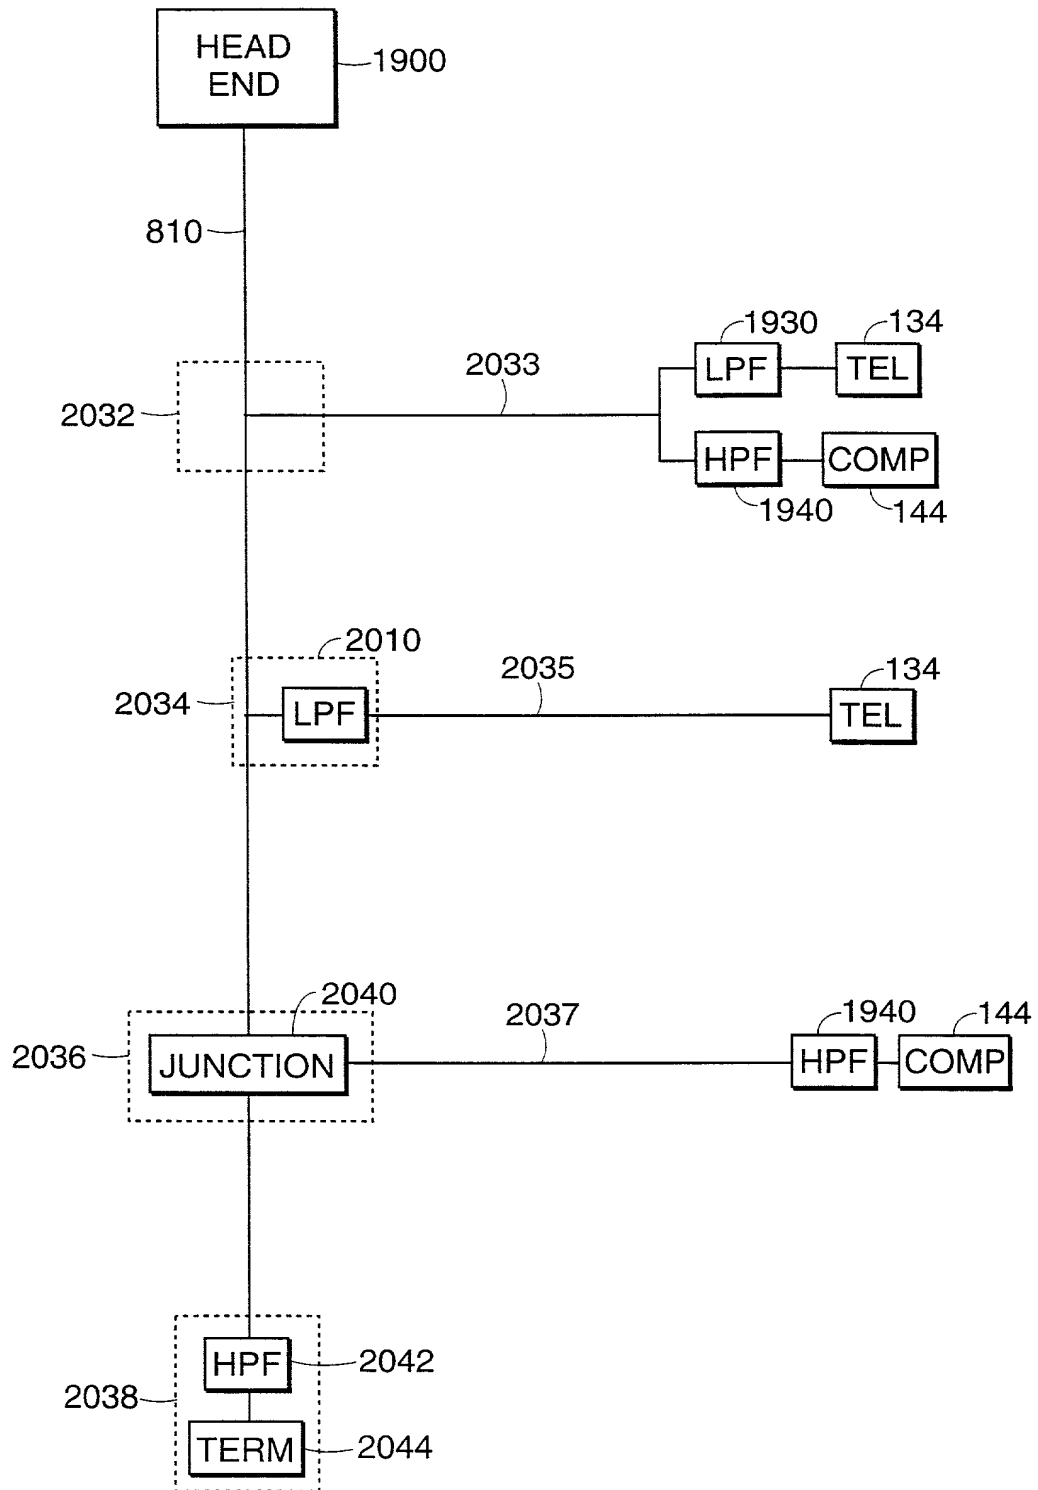 HEAD
END
1900
810
1930
134
2033
LPF
TEL
2032
HPF
COMP
1940
144
2010
2035
134
2034
LPF
TEL
2040
2037
1940
144
2036
JUNCTION
HPF
COMP
HPF
2042
2038
TERM
2044